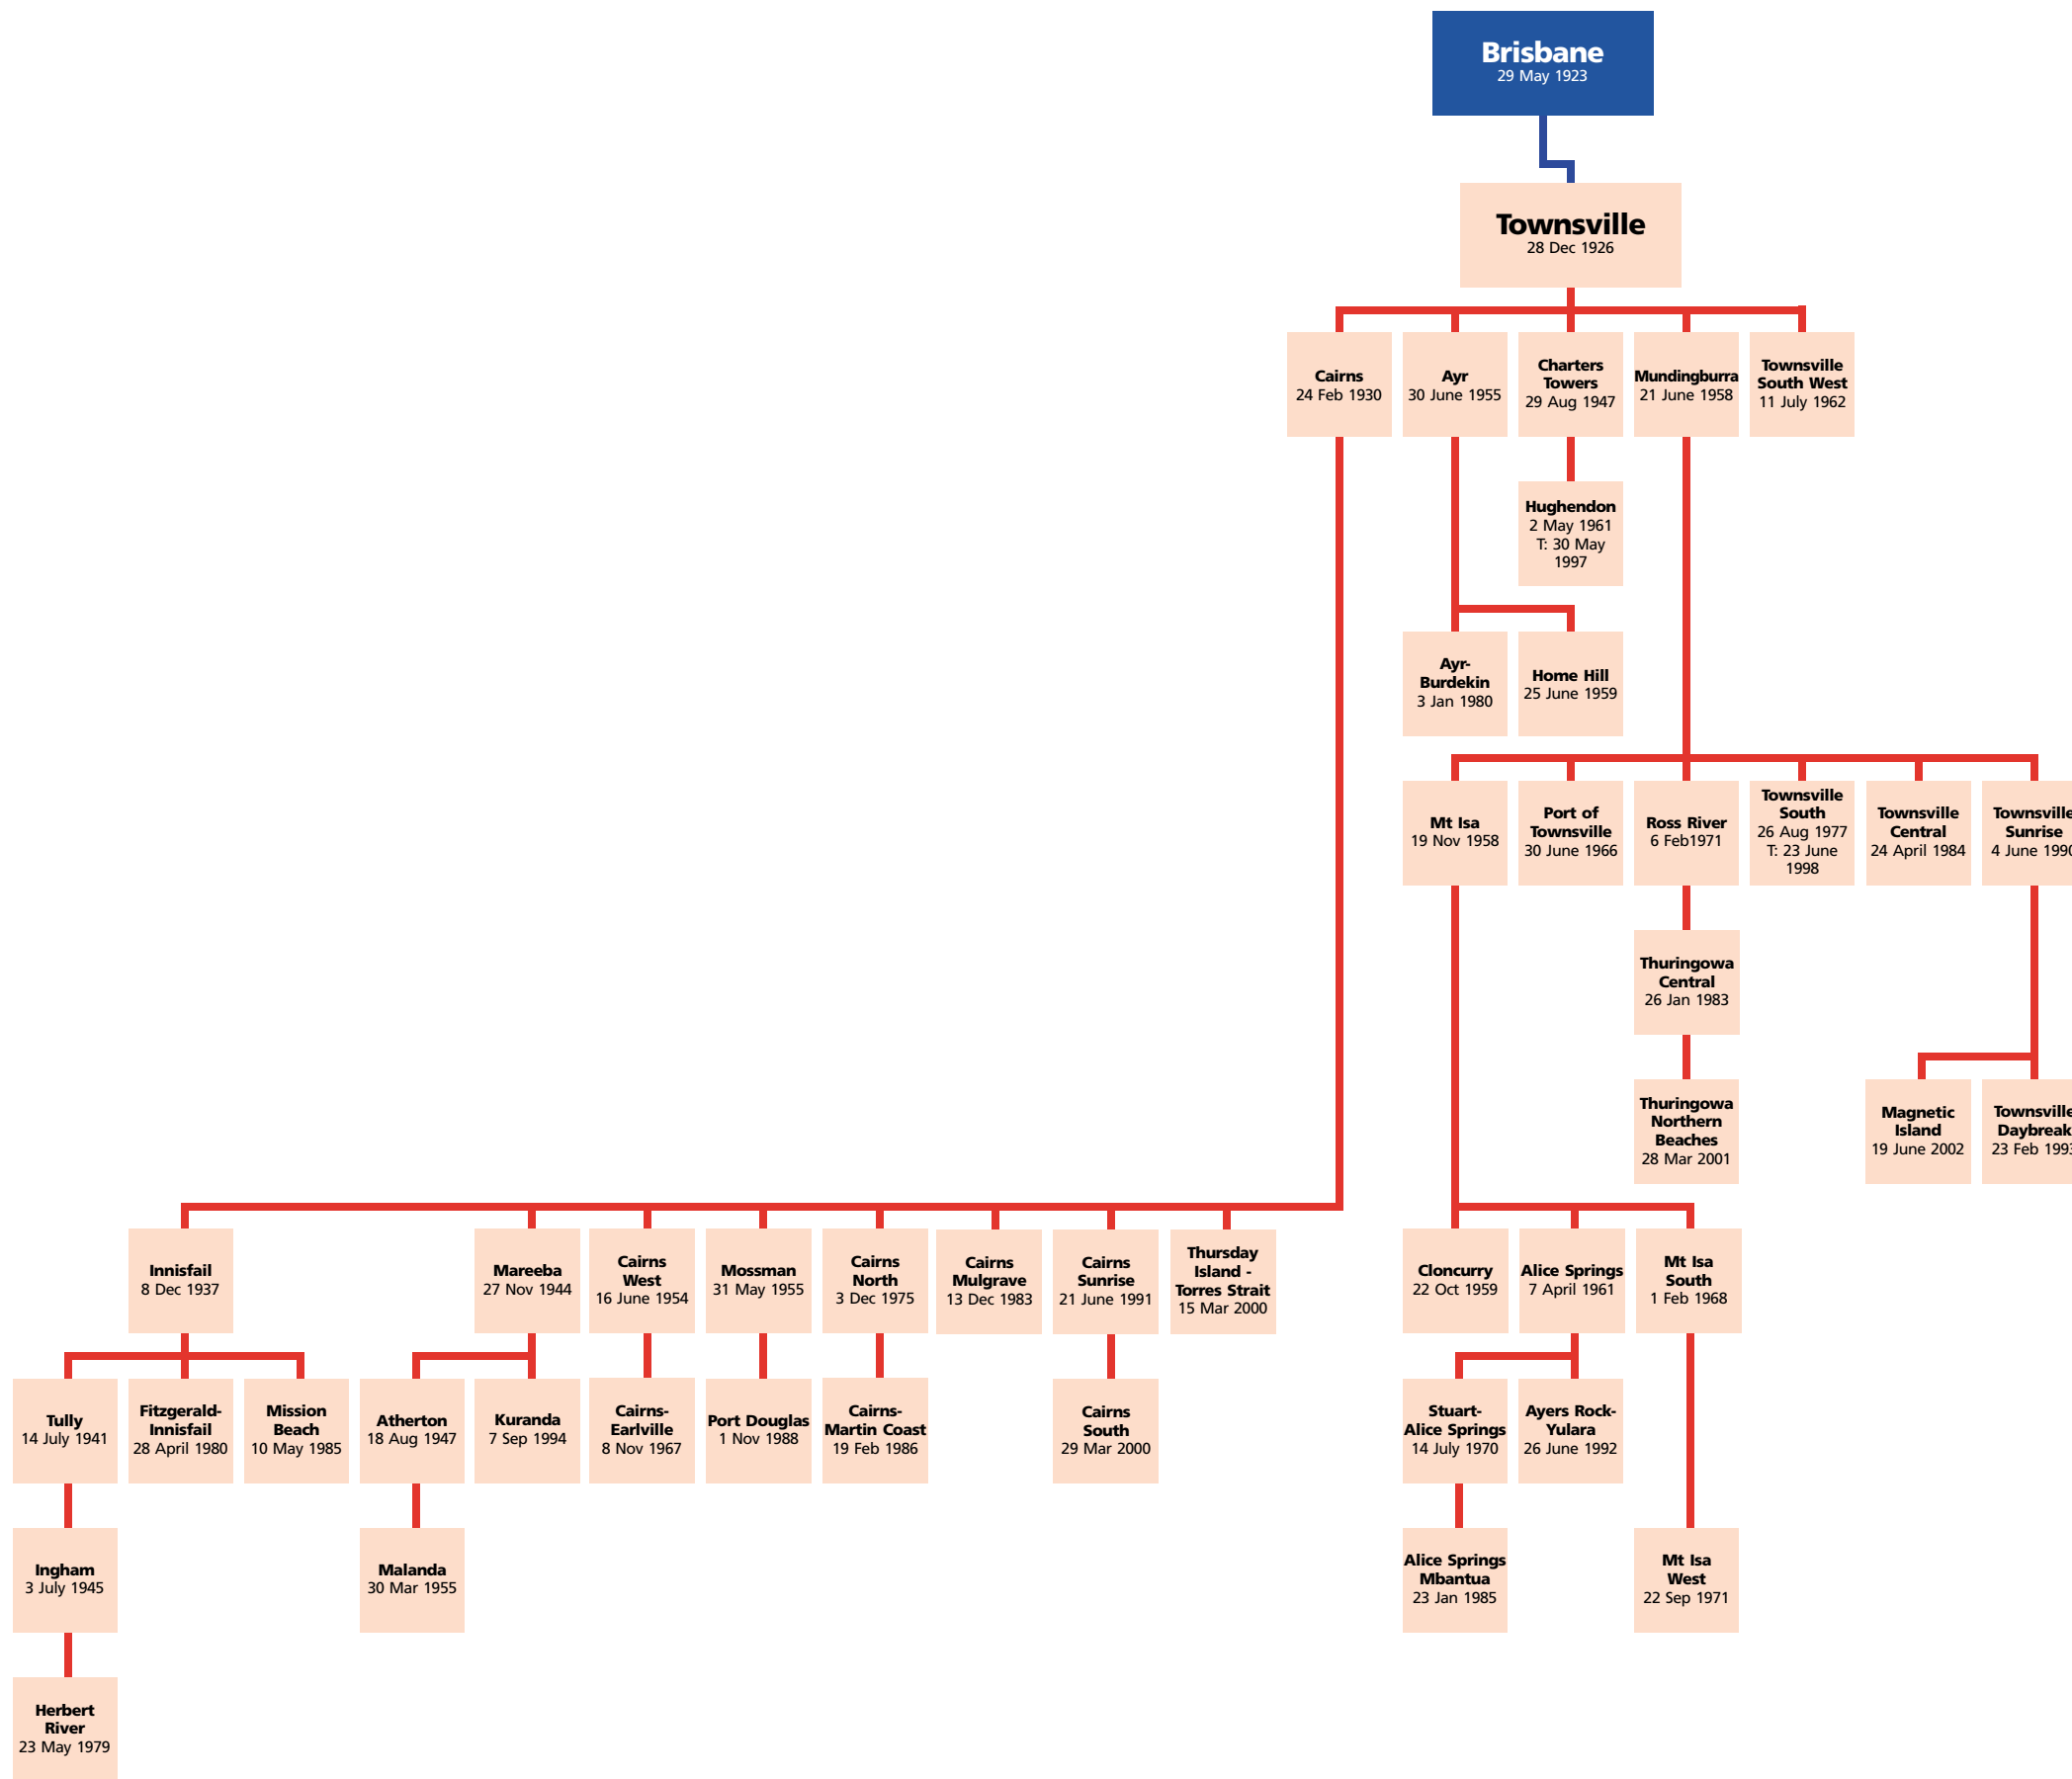 Brisbane
29 May 1923
Townsville
28 Dec 1926
Cairns
24 Feb 1930
Ayr
30 June 1955
Charters
Towers
29 Aug 1947
Mundingburra
21 June 1958
Townsville
South West
11 July 1962
Hughendon
2 May 1961
T: 30 May
1997
Ayr-
Burdekin
3 Jan 1980
Home Hill
25 June 1959
Mt Isa
19 Nov 1958
Port of
Townsville
30 June 1966
Ross River
6 Feb1971
Townsville
South
26 Aug 1977
T: 23 June
1998
Townsville
Central
24 April 1984
Townsville
Sunrise
4 June 1990
Thuringowa
Central
26 Jan 1983
Thuringowa
Northern
Beaches
28 Mar 2001
Magnetic
Island
19 June 2002
Townsville
Daybreak
23 Feb 1993
Innisfail
8 Dec 1937
Mareeba
27 Nov 1944
Cairns
West
16 June 1954
Mossman
31 May 1955
Cairns
North
3 Dec 1975
Cairns
Mulgrave
13 Dec 1983
Cairns
Sunrise
21 June 1991
Thursday
Island -
Torres Strait
15 Mar 2000
Cloncurry
22 Oct 1959
Alice Springs
7 April 1961
Mt Isa
South
1 Feb 1968
Tully
14 July 1941
Fitzgerald-
Innisfail
28 April 1980
Mission
Beach
10 May 1985
Atherton
18 Aug 1947
Kuranda
7 Sep 1994
Cairns-
Earlville
8 Nov 1967
Port Douglas
1 Nov 1988
Cairns-
Martin Coast
19 Feb 1986
Cairns
South
29 Mar 2000
Stuart-
Alice Springs
14 July 1970
Ayers Rock-
Yulara
26 June 1992
Ingham
3 July 1945
Malanda
30 Mar 1955
Alice Springs
Mbantua
23 Jan 1985
Mt Isa
West
22 Sep 1971
Herbert
River
23 May 1979